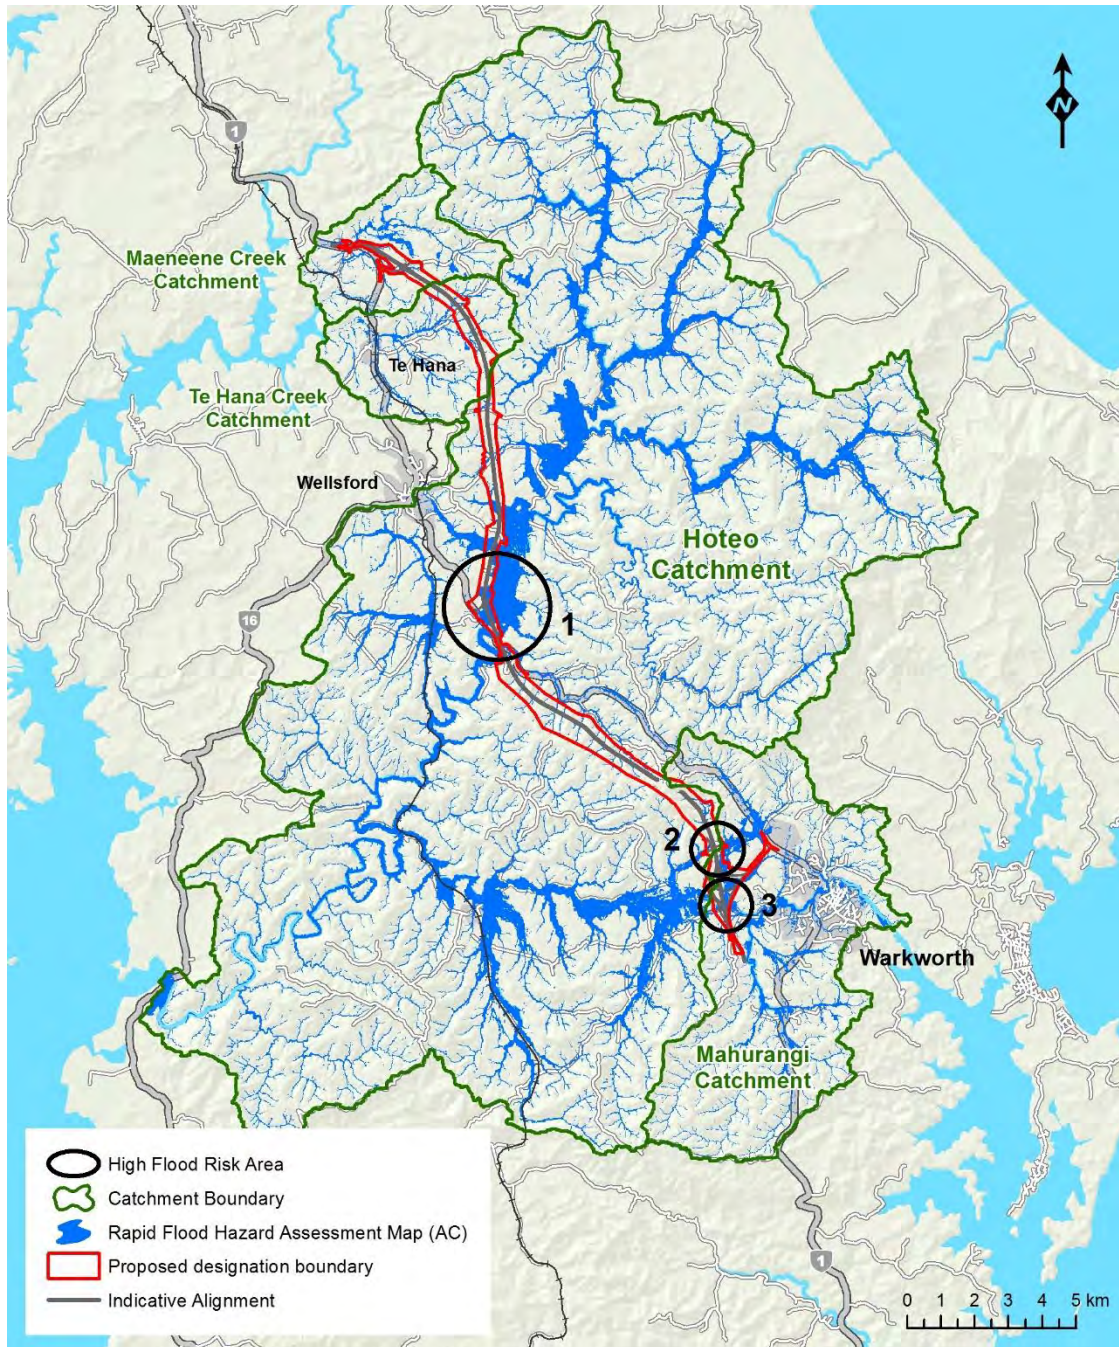 N
1
Maeneene Creek
Catchment
Te Hana
Te Hana Creek
Catchment
Wellsford
Hoteo
Catchment
16
1
2
3
Warkworth
Mahurangi
Catchment
High Flood Risk Area
Catchment Boundary
Rapid Flood Hazard Assessment Map (AC)
Proposed designation boundary
Indicative Alignment
1
0 1 2 3 4 5 km